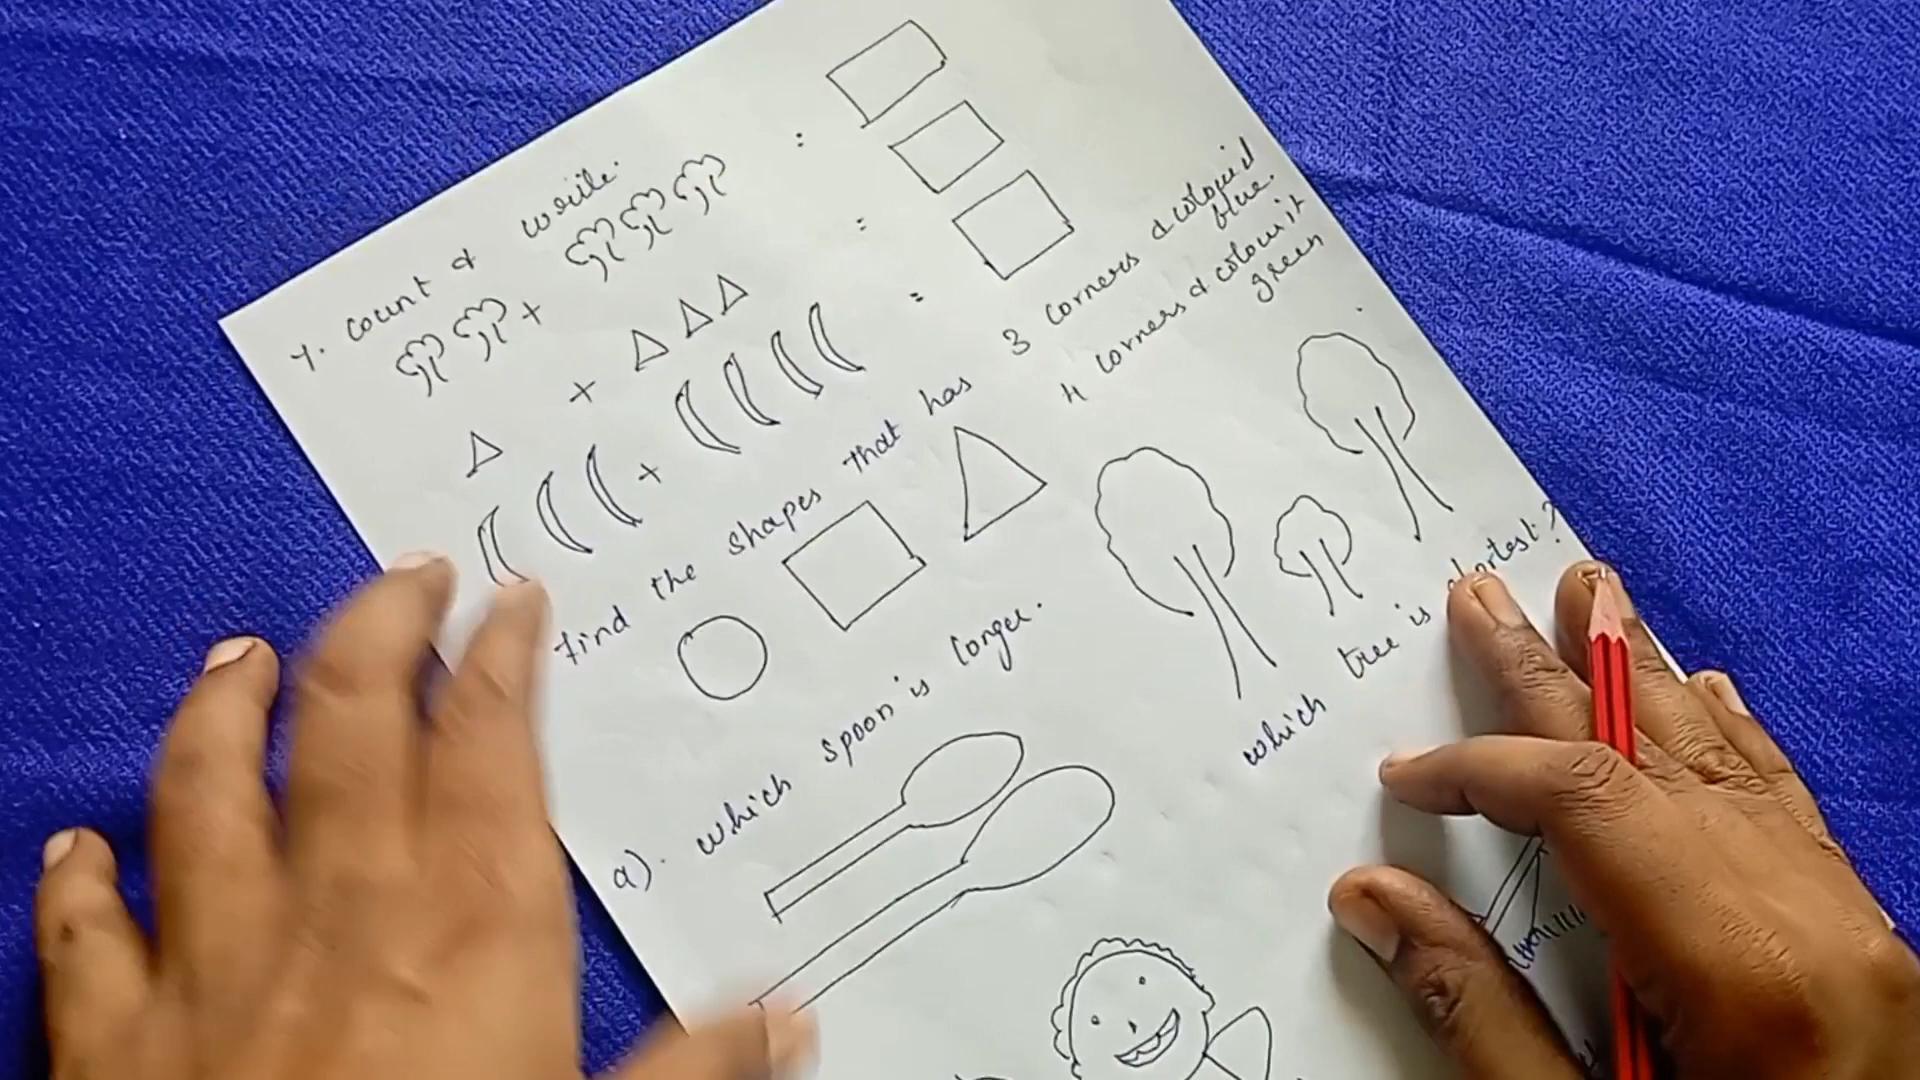 7. Count & write.
+ =
+ =
+ =
Find the shapes that has 3 corners & colour it
blue.
4 corners & colour it
green
a). which spoon is longer.
which tree is shortest?